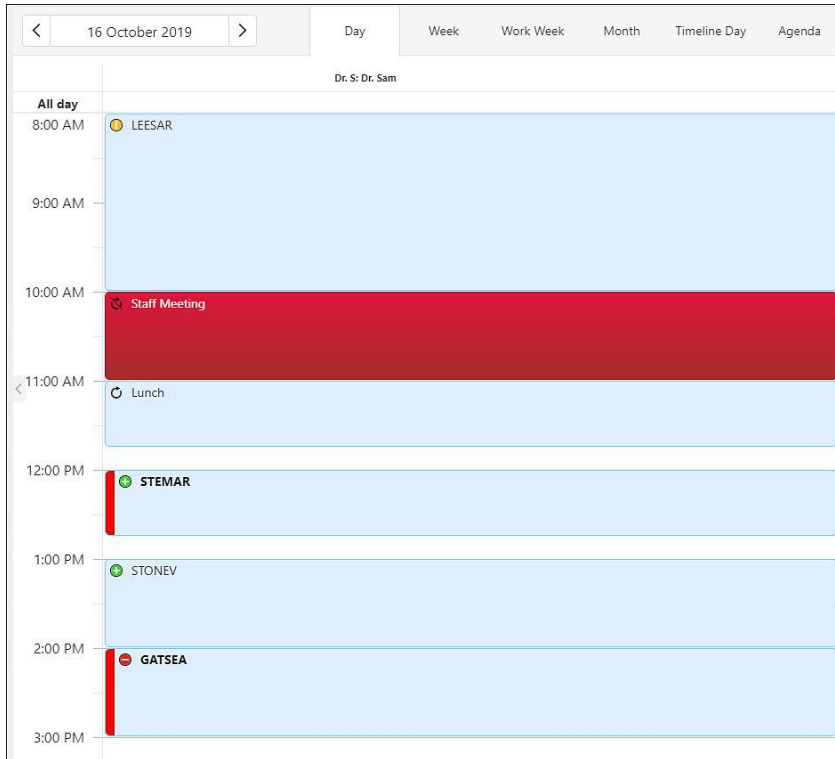 16 October 2019 Day Week Work Week Month Timeline Day Agenda
Dr. S: Dr. Sam
All day
8:00 AM LEESAR
9:00 AM
10:00 AM Staff Meeting
11:00 AM Lunch
12:00 PM STEMAR
1:00 PM STONEV
2:00 PM GATSEA
3:00 PM